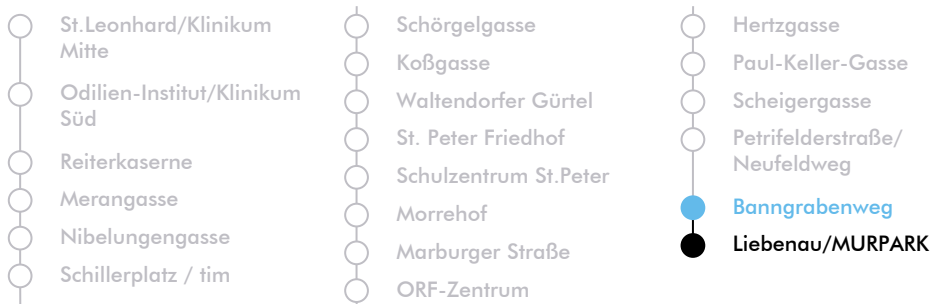 St.Leonhard/Klinikum
Mitte
Odilien-Institut/Klinikum
Süd
Reiterkaserne
Merangasse
Nibelungengasse
Schillerplatz / tim
Schörgelgasse
Koßgasse
Waltendorfer Gürtel
St. Peter Friedhof
Schulzentrum St.Peter
Morrehof
Marburger Straße
ORF-Zentrum
Hertzgasse
Paul-Keller-Gasse
Scheigergasse
Petrifelderstraße/
Neufeldweg
Banngrabenweg
Liebenau/MURPARK